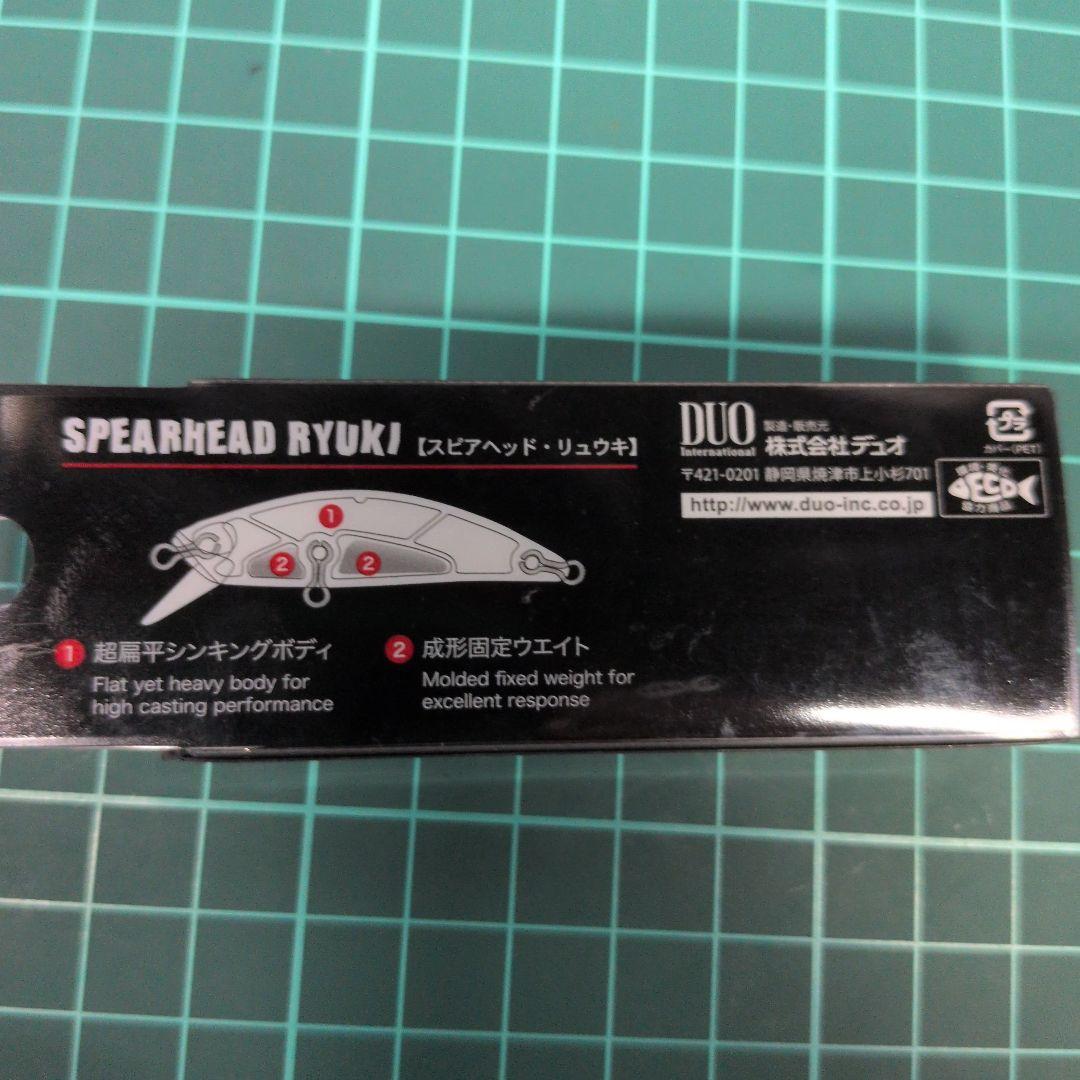 SPEARHEAD RYUKI 【スピアヘッド・リュウキ】
1
2
2
1 超扁平シンキングボディ
Flat yet heavy body for
high casting performance
2 成形固定ウエイト
Molded fixed weight for
excellent response
DUO
International
製造・販売元
株式会社デュオ
〒421-0201 静岡県焼津市上小杉701
http://www.duo-inc.co.jp
プラ
カバー(PET)
ECO